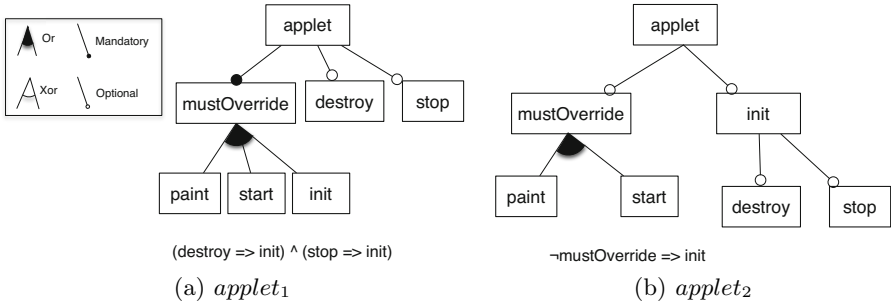 Or
Mandatory
Xor
Optional
applet
mustOverride
destroy
stop
paint
start
init
(destroy => init) ^ (stop => init)
(a) applet₁
applet
mustOverride
init
paint
start
destroy
stop
¬mustOverride => init
(b) applet₂